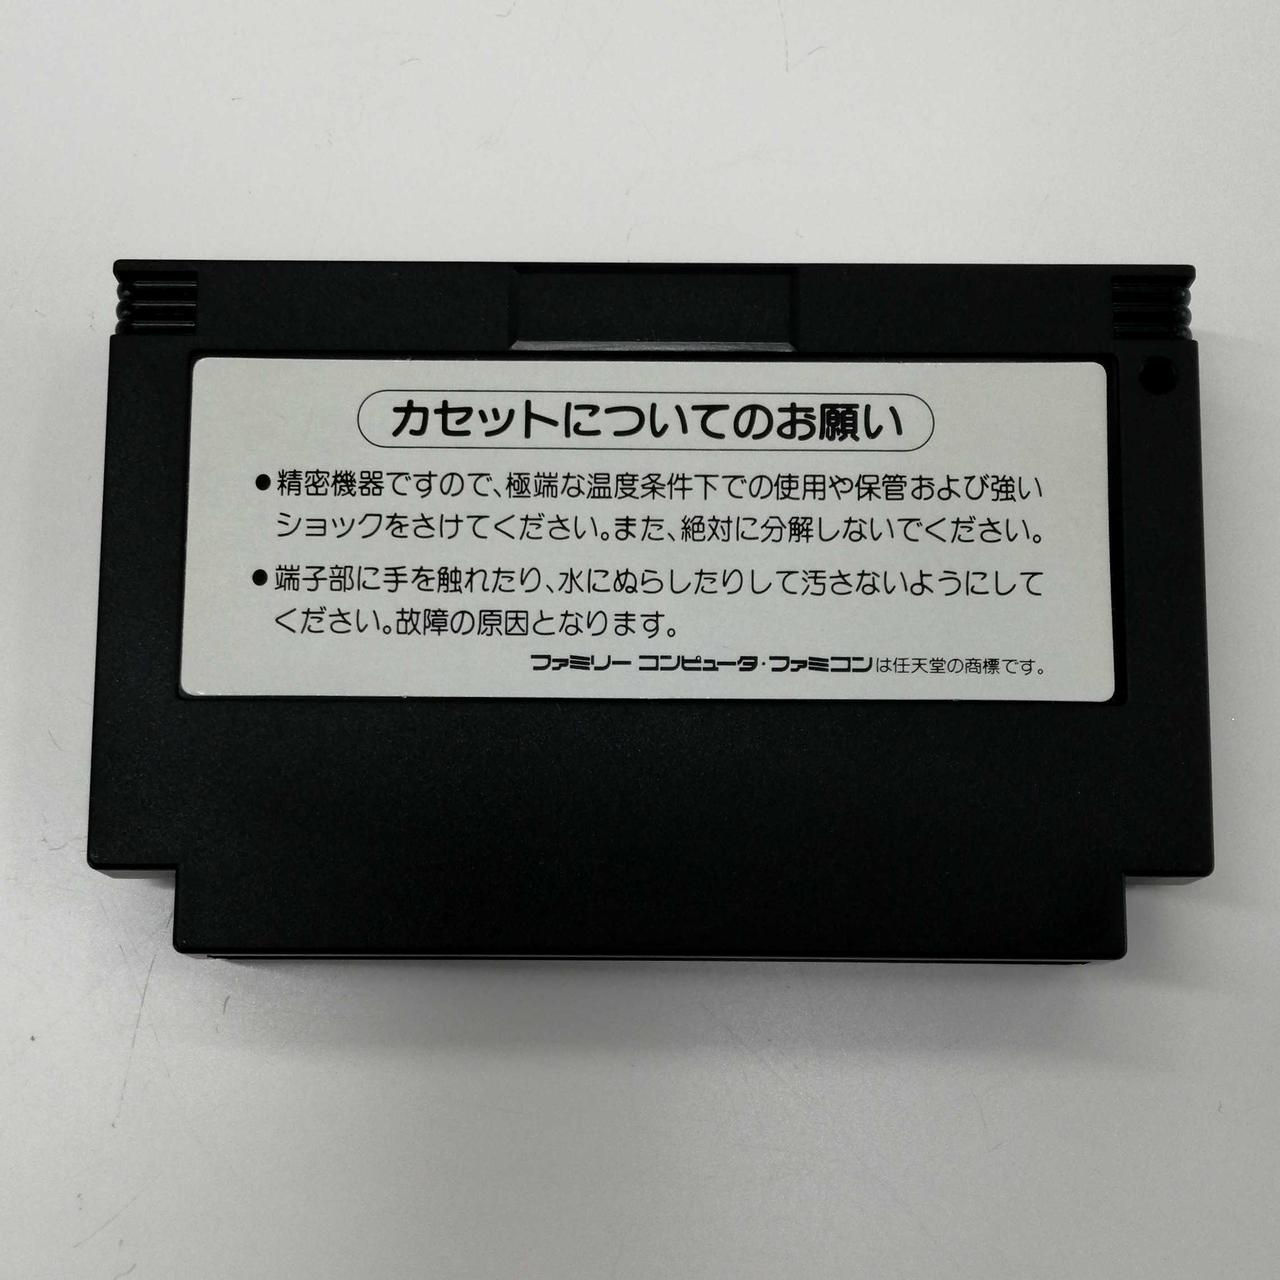 カセットについてのお願い
●精密機器ですので、極端な温度条件下での使用や保管および強い
ショックをさけてください。また、絶対に分解しないでください。
●端子部に手を触れたり、水にぬらしたりして汚さないようにして
ください。故障の原因となります。
ファミリー コンピュータ・ファミコンは任天堂の商標です。